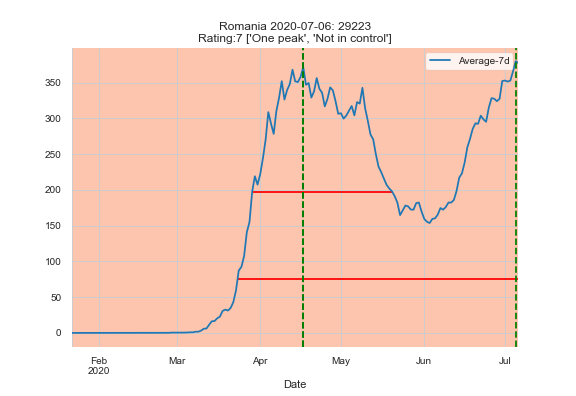 Romania 2020-07-06: 29223
Rating:7 ['One peak', 'Not in control']
Average-7d
350
300
250
200
150
100
50
0
Feb
2020
Mar
Apr
May
Jun
Jul
Date